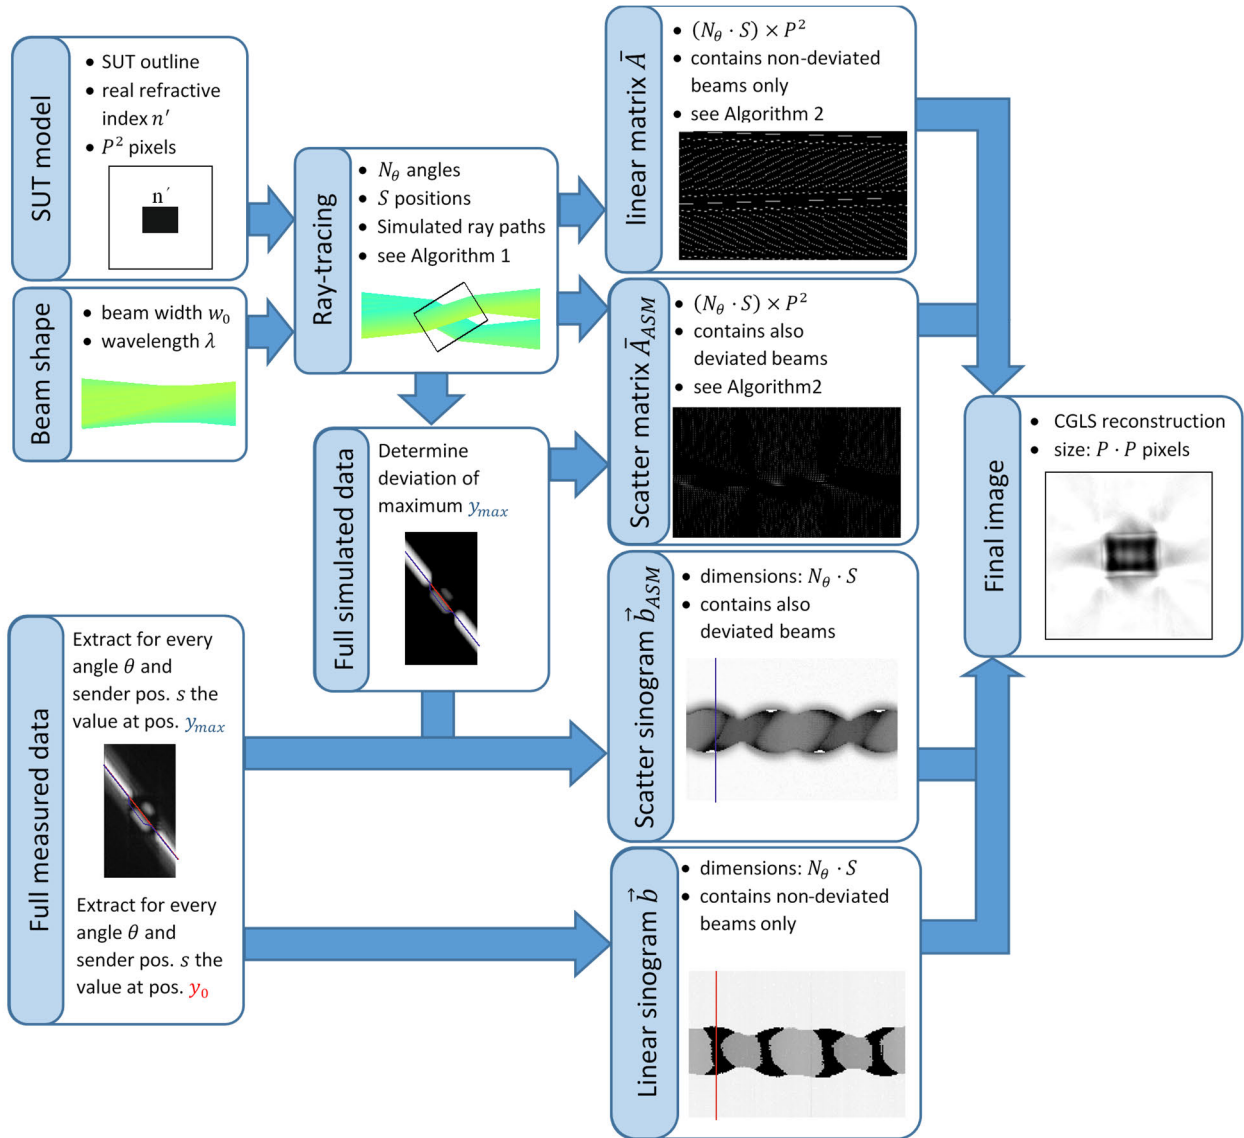 SUT model
• SUT outline
• real refractive
index n′
• P² pixels
n′
Beam shape
• beam width w₀
• wavelength λ
Ray-tracing
• N_θ angles
• S positions
• Simulated ray paths
• see Algorithm 1
linear matrix A̅
• (N_θ · S) × P²
• contains non-deviated
beams only
• see Algorithm 2
Scatter matrix A̅_ASM
• (N_θ · S) × P²
• contains also
deviated beams
• see Algorithm2
Full simulated data
Determine
deviation of
maximum y_max
Full measured data
Extract for every
angle θ and
sender pos. s the
value at pos. y_max
Extract for every
angle θ and
sender pos. s the
value at pos. y₀
Scatter sinogram b⃗_ASM
• dimensions: N_θ · S
• contains also
deviated beams
Linear sinogram b⃗
• dimensions: N_θ · S
• contains non-deviated
beams only
Final image
• CGLS reconstruction
• size: P · P pixels